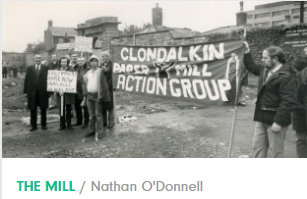 CLONDALKIN
PAPER MILL
ACTION GROUP
THE MILL / Nathan O'Donnell